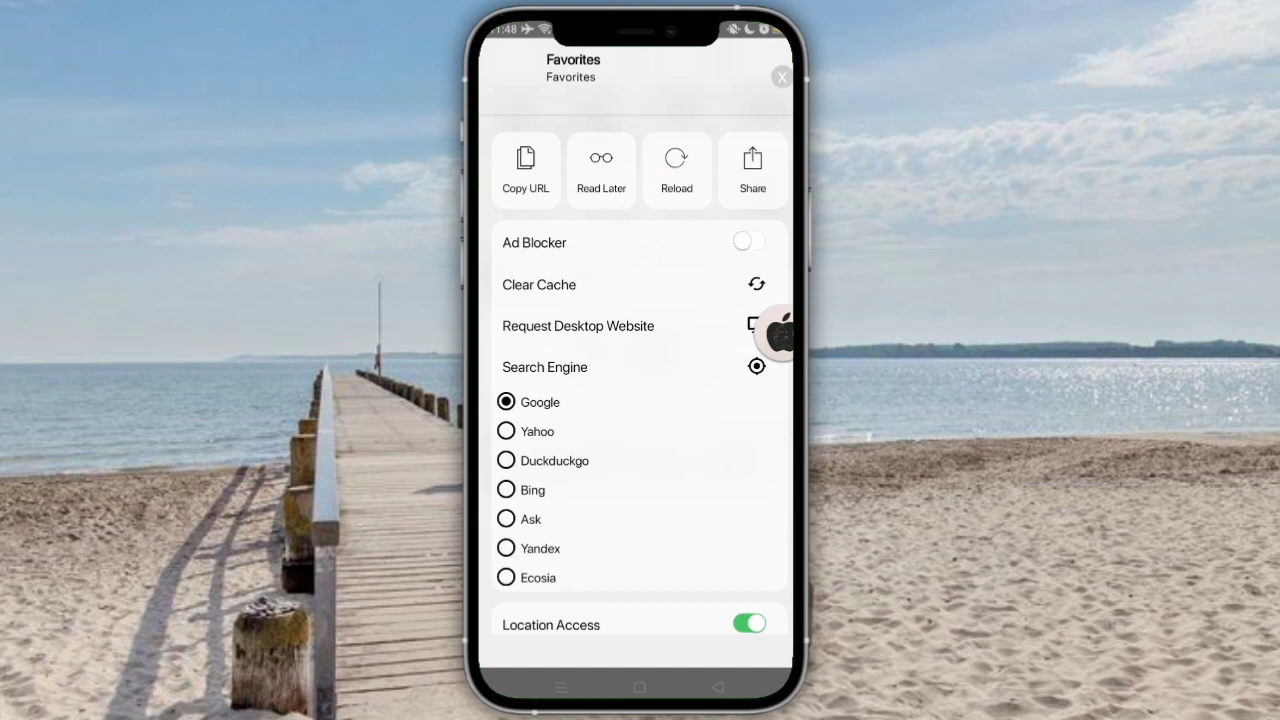 11:48
Favorites
Favorites
X
Copy URL
Read Later
Reload
Share
Ad Blocker
Clear Cache
Request Desktop Website
Search Engine
Google
Yahoo
Duckduckgo
Bing
Ask
Yandex
Ecosia
Location Access